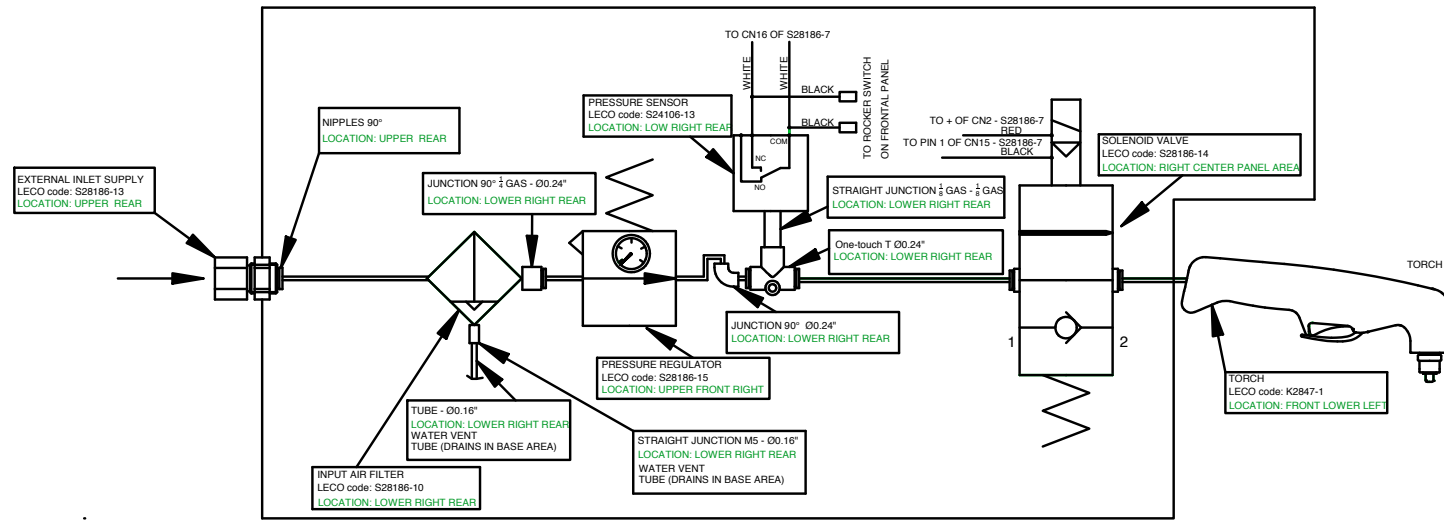 TO CN16 OF S28186-7
WHITE
WHITE
BLACK
BLACK
TO ROCKER SWITCH
ON FRONTAL PANEL
PRESSURE SENSOR
LECO code: S24106-13
LOCATION: LOW RIGHT REAR
COM
NC
NO
NIPPLES 90°
LOCATION: UPPER REAR
TO + OF CN2 - S28186-7
RED
TO PIN 1 OF CN15 - S28186-7
BLACK
SOLENOID VALVE
LECO code: S28186-14
LOCATION: RIGHT CENTER PANEL AREA
EXTERNAL INLET SUPPLY
LECO code: S28186-13
LOCATION: UPPER REAR
JUNCTION 90° 1/4 GAS - Ø0.24"
LOCATION: LOWER RIGHT REAR
STRAIGHT JUNCTION 1/8 GAS - 1/8 GAS
LOCATION: LOWER RIGHT REAR
One-touch T Ø0.24"
LOCATION: LOWER RIGHT REAR
TORCH
JUNCTION 90° Ø0.24"
LOCATION: LOWER RIGHT REAR
1
2
PRESSURE REGULATOR
LECO code: S28186-15
LOCATION: UPPER FRONT RIGHT
TORCH
LECO code: K2847-1
LOCATION: FRONT LOWER LEFT
TUBE - Ø0.16"
LOCATION: LOWER RIGHT REAR
WATER VENT
TUBE (DRAINS IN BASE AREA)
STRAIGHT JUNCTION M5 - Ø0.16"
LOCATION: LOWER RIGHT REAR
WATER VENT
TUBE (DRAINS IN BASE AREA)
INPUT AIR FILTER
LECO code: S28186-10
LOCATION: LOWER RIGHT REAR